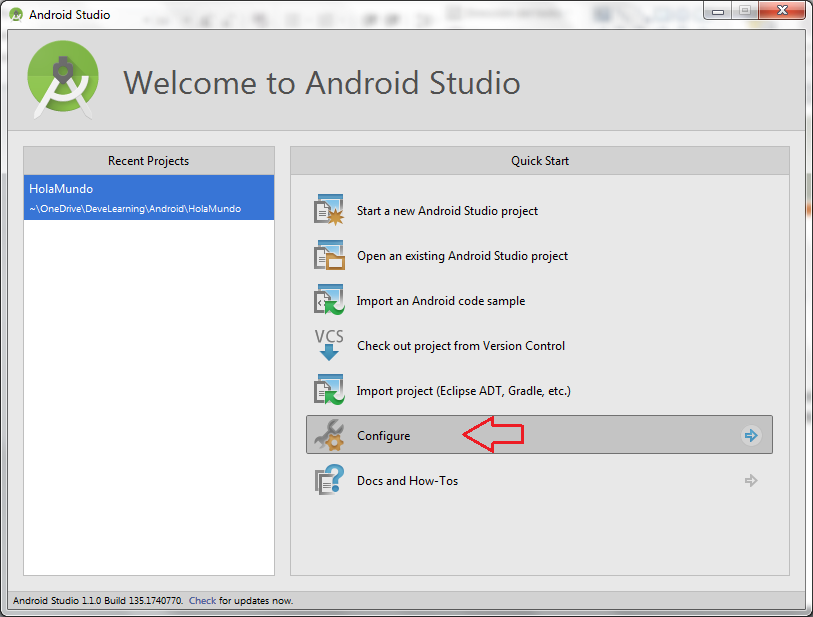 Android Studio
Welcome to Android Studio
Recent Projects
HolaMundo
~\OneDrive\DeveLearning\Android\HolaMundo
Quick Start
Start a new Android Studio project
Open an existing Android Studio project
Import an Android code sample
VCS
Check out project from Version Control
Import project (Eclipse ADT, Gradle, etc.)
Configure
Docs and How-Tos
Android Studio 1.1.0 Build 135.1740770. Check for updates now.